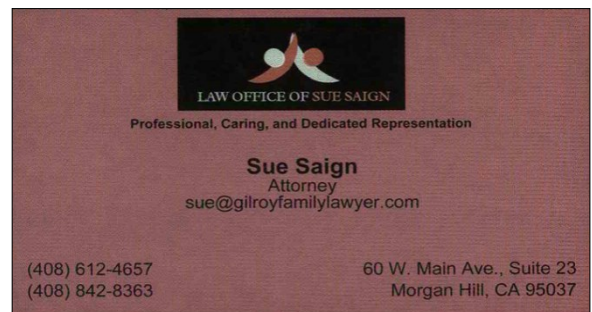 LAW OFFICE OF SUE SAIGN
Professional, Caring, and Dedicated Representation
Sue Saign
Attorney
sue@gilroyfamilylawyer.com
(408) 612-4657
(408) 842-8363
60 W. Main Ave., Suite 23
Morgan Hill, CA 95037